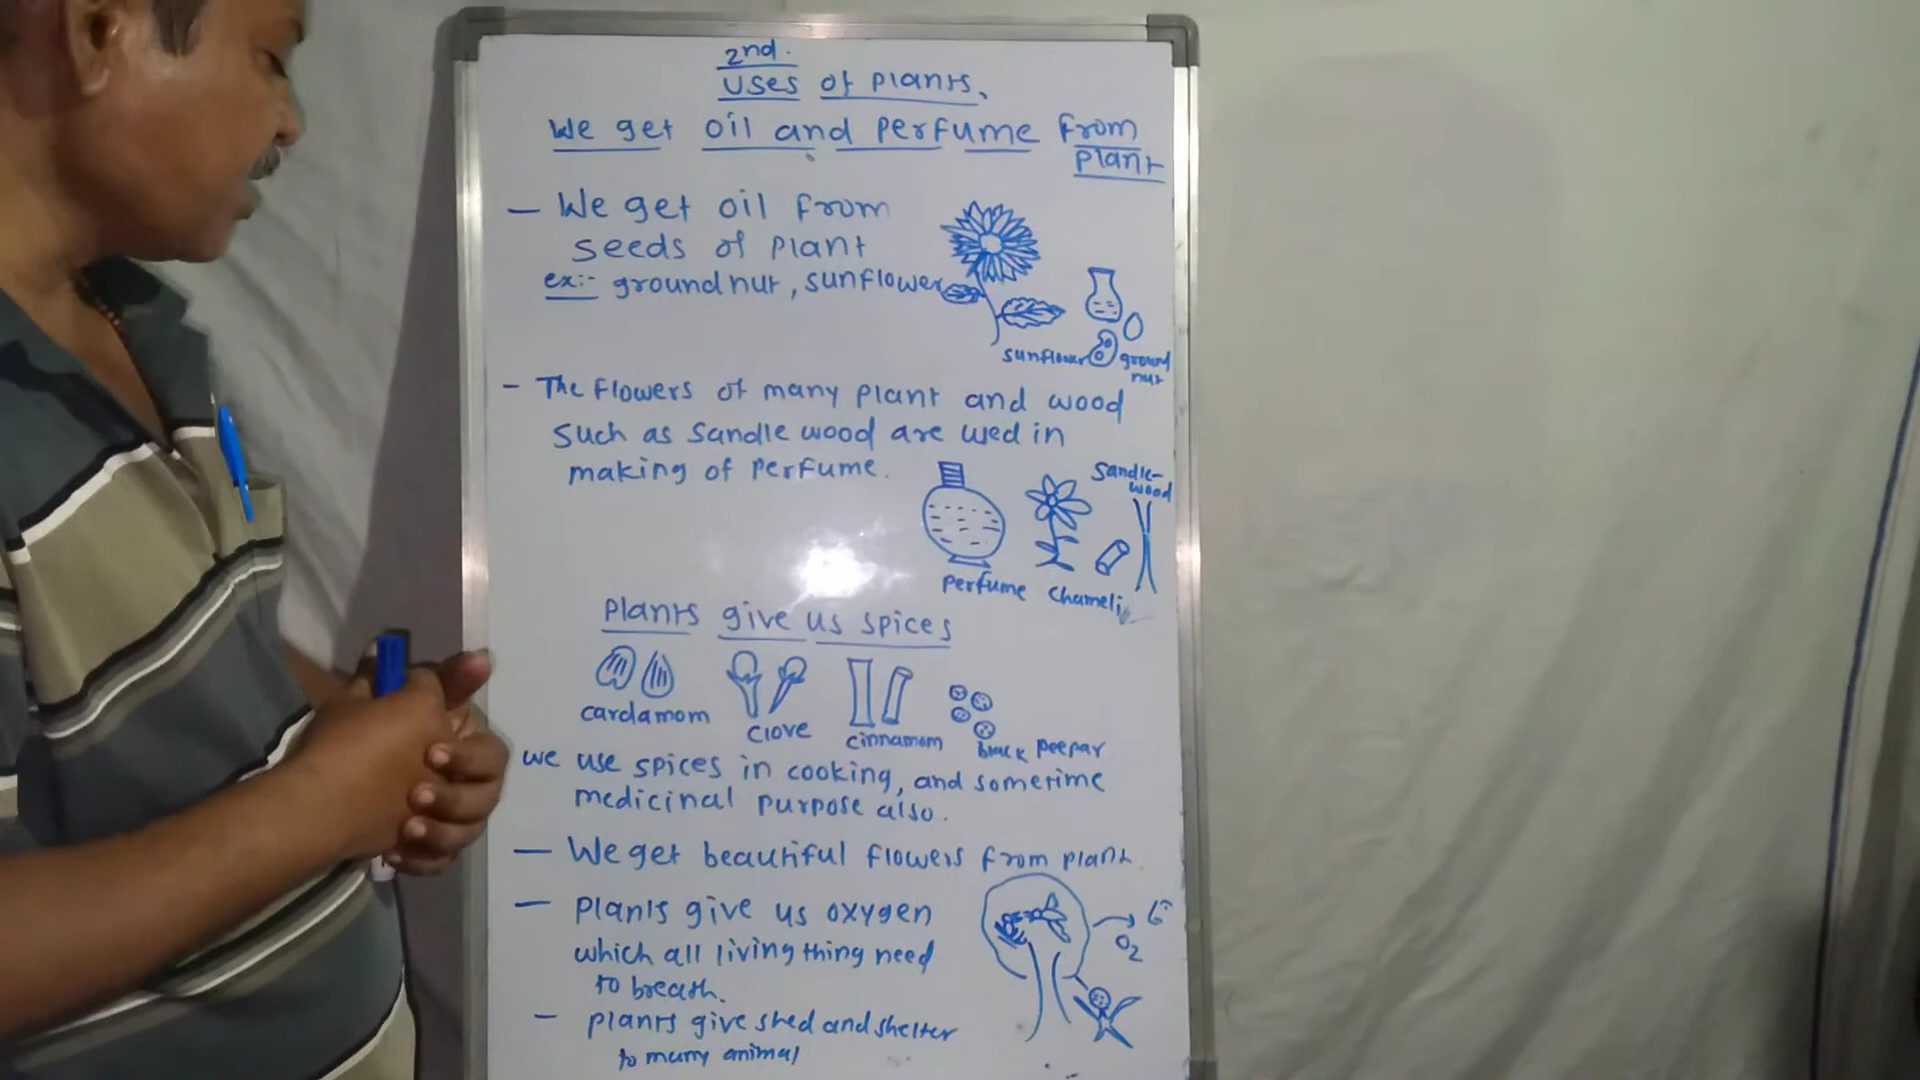 2nd.
Uses of plants.
We get oil and perfume from
plant
- We get oil from
seeds of plant
ex:- ground nut, sunflower
sunflower ground
nut
- The flowers of many plant and wood
such as sandle wood are used in
making of perfume.
Sandle-
wood
perfume chameli
Plants give us spices
cardamom
clove
cinnamom
black peepar
we use spices in cooking, and sometime
medicinal purpose also.
- We get beautiful flowers from plant
- plants give us oxygen
which all living thing need
to breath.
O2
- plants give shed and shelter
to many animal